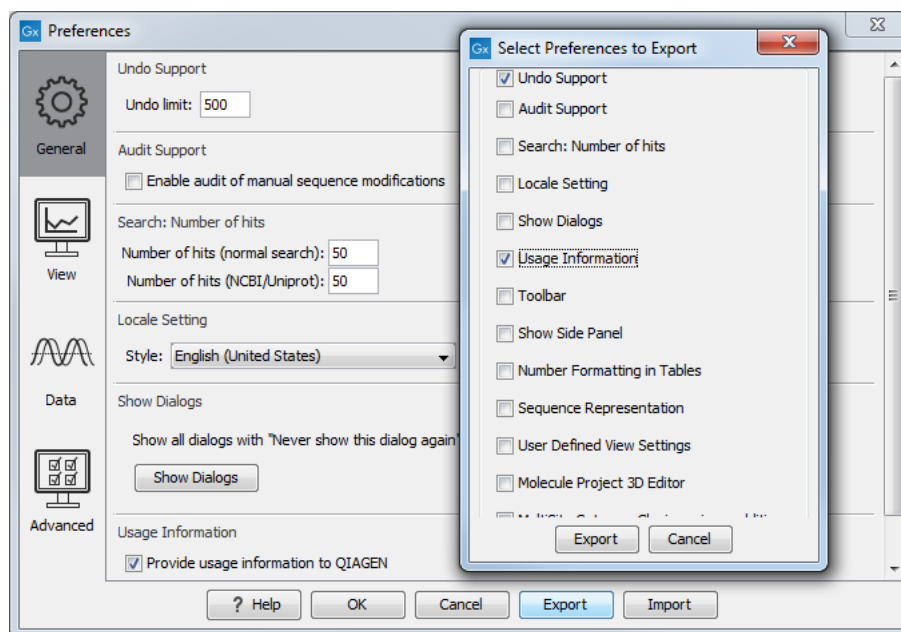 Gx Preferences
General
View
Data
Advanced
Undo Support
Undo limit: 500
Audit Support
Enable audit of manual sequence modifications
Search: Number of hits
Number of hits (normal search): 50
Number of hits (NCBI/Uniprot): 50
Locale Setting
Style: English (United States)
Show Dialogs
Show all dialogs with "Never show this dialog again"
Show Dialogs
Usage Information
Provide usage information to QIAGEN
? Help OK Cancel Export Import
Gx Select Preferences to Export
Undo Support
Audit Support
Search: Number of hits
Locale Setting
Show Dialogs
Usage Information
Toolbar
Show Side Panel
Number Formatting in Tables
Sequence Representation
User Defined View Settings
Molecule Project 3D Editor
Export Cancel